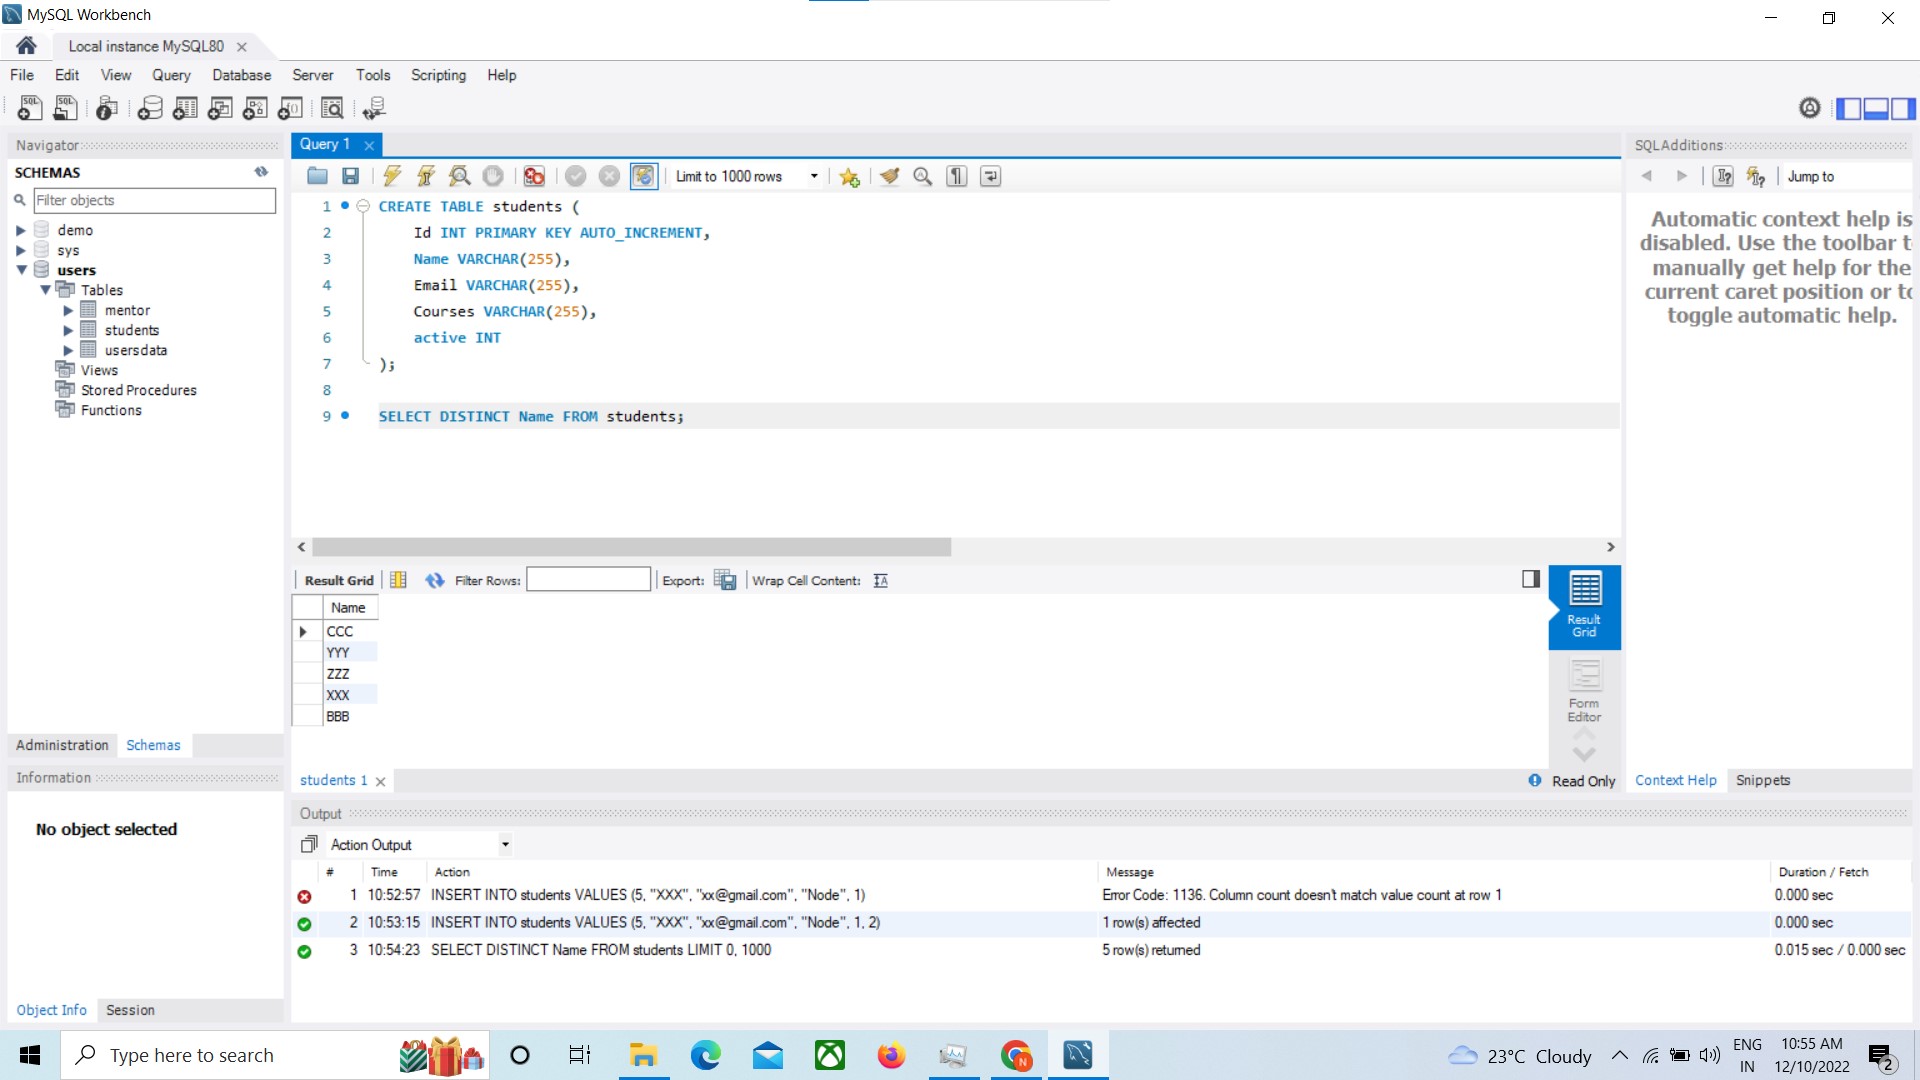 MySQL Workbench
Local instance MySQL80
File Edit View Query Database Server Tools Scripting Help
Navigator
SCHEMAS
Filter objects
demo
sys
users
Tables
mentor
students
usersdata
Views
Stored Procedures
Functions
Administration Schemas
Information
No object selected
Object Info Session
Query 1
Limit to 1000 rows
1 CREATE TABLE students (
2 Id INT PRIMARY KEY AUTO_INCREMENT,
3 Name VARCHAR(255),
4 Email VARCHAR(255),
5 Courses VARCHAR(255),
6 active INT
7 );
8
9 SELECT DISTINCT Name FROM students;
Result Grid Filter Rows: Export: Wrap Cell Content:
Name
CCC
YYY
ZZZ
XXX
BBB
Result
Grid
Form
Editor
students 1
Read Only
SQLAdditions
Jump to
Automatic context help is
disabled. Use the toolbar t
manually get help for the
current caret position or to
toggle automatic help.
Context Help Snippets
Output
Action Output
# Time Action Message Duration / Fetch
1 10:52:57 INSERT INTO students VALUES (5, "XXX", "xx@gmail.com", "Node", 1) Error Code: 1136. Column count doesn't match value count at row 1 0.000 sec
2 10:53:15 INSERT INTO students VALUES (5, "XXX", "xx@gmail.com", "Node", 1, 2) 1 row(s) affected 0.000 sec
3 10:54:23 SELECT DISTINCT Name FROM students LIMIT 0, 1000 5 row(s) returned 0.015 sec / 0.000 sec
Type here to search
23°C Cloudy
ENG
IN
10:55 AM
12/10/2022
2